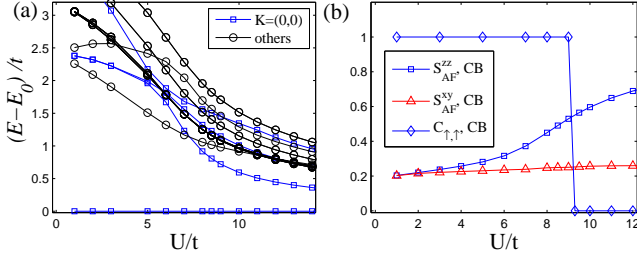 (a)
(b)
(E−E0)/t
3
2.5
2
1.5
1
0.5
0
0
5
10
U/t
K=(0,0)
others
1
0.8
0.6
0.4
0.2
0
0
2
4
6
8
10
12
U/t
S^zz_AF, CB
S^xy_AF, CB
C↑,↑, CB